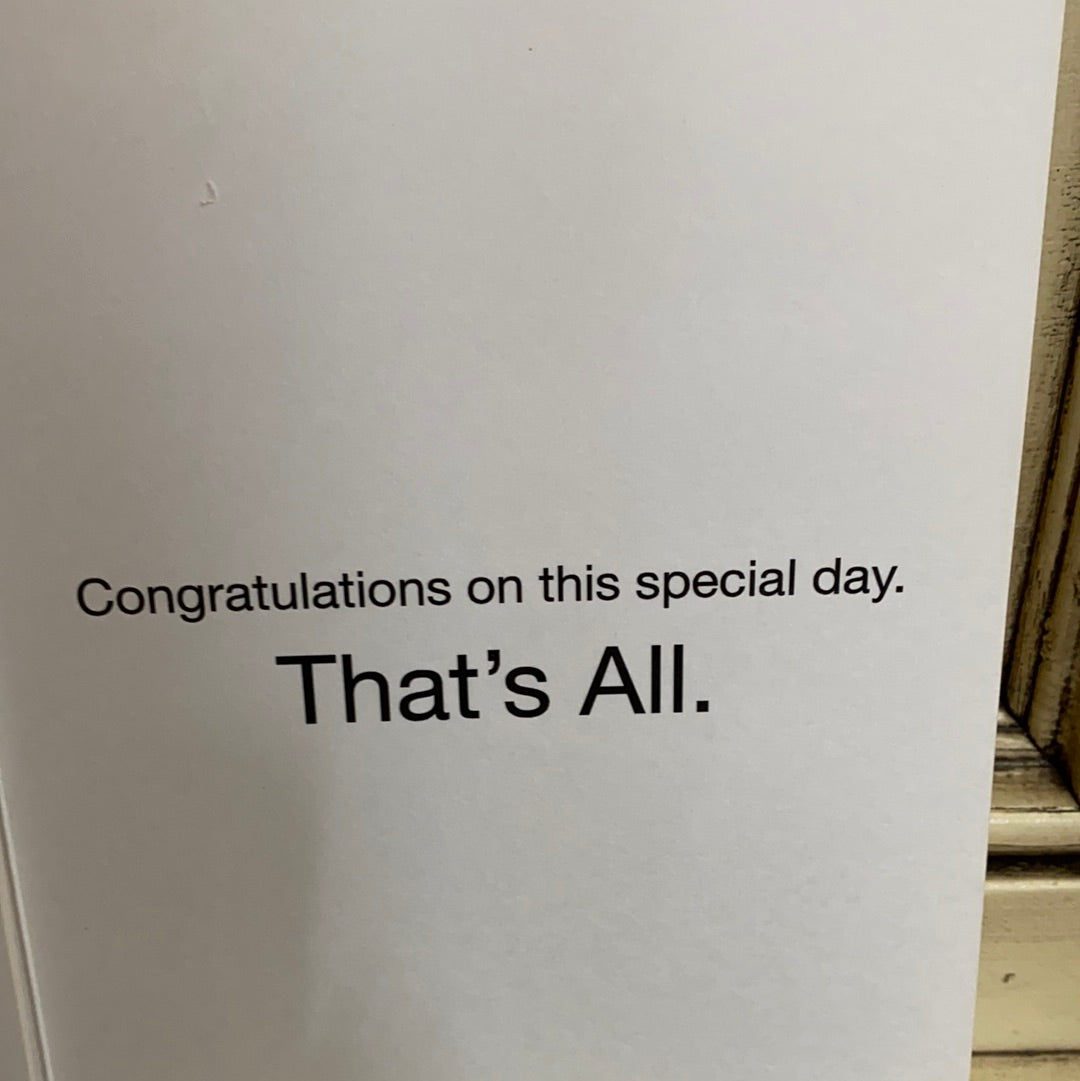 Congratulations on this special day.
That’s All.